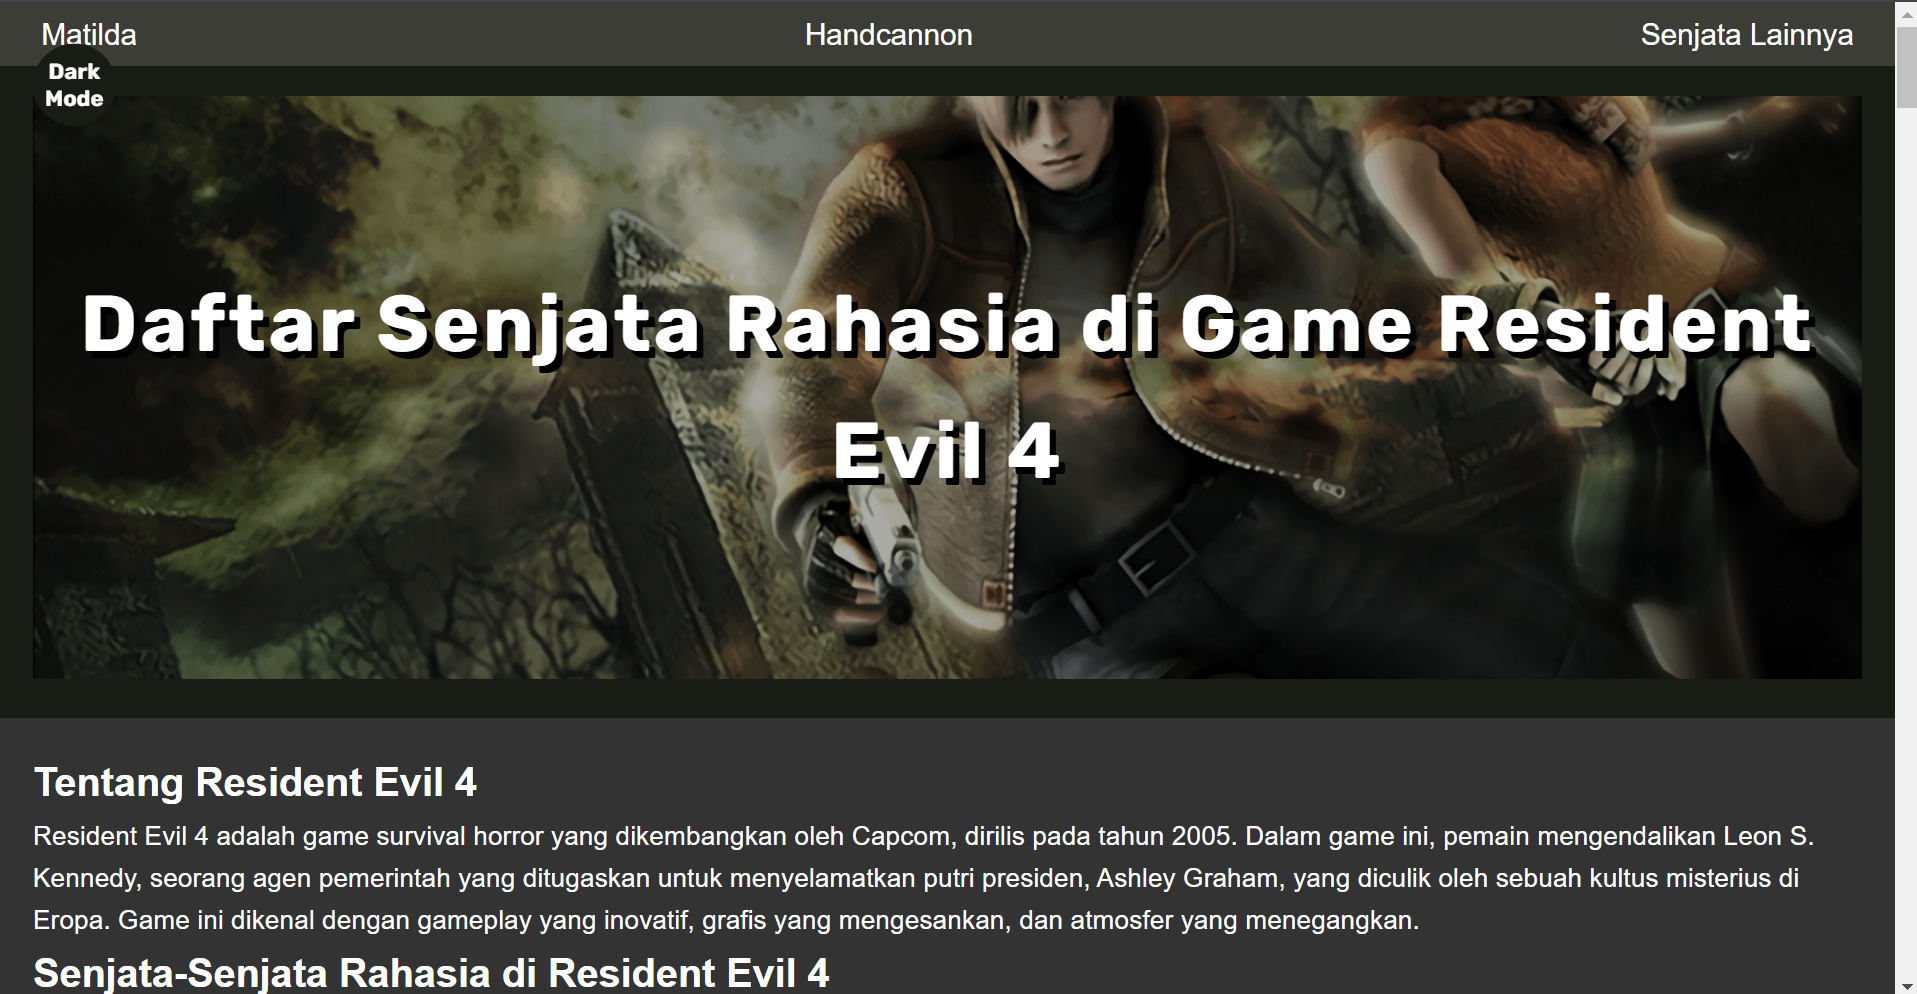 Matilda Handcannon Senjata Lainnya
Dark
Mode
Daftar Senjata Rahasia di Game Resident
Evil 4
Tentang Resident Evil 4
Resident Evil 4 adalah game survival horror yang dikembangkan oleh Capcom, dirilis pada tahun 2005. Dalam game ini, pemain mengendalikan Leon S.
Kennedy, seorang agen pemerintah yang ditugaskan untuk menyelamatkan putri presiden, Ashley Graham, yang diculik oleh sebuah kultus misterius di
Eropa. Game ini dikenal dengan gameplay yang inovatif, grafis yang mengesankan, dan atmosfer yang menegangkan.
Senjata-Senjata Rahasia di Resident Evil 4